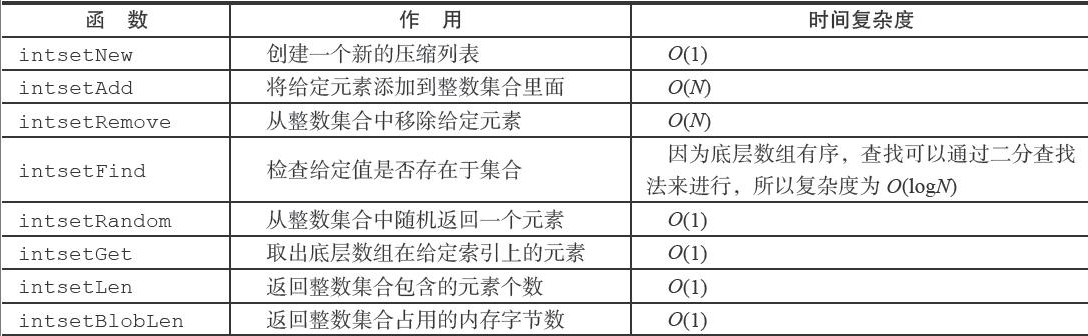 函 数 作 用 时间复杂度
intsetNew 创建一个新的压缩列表 O(1)
intsetAdd 将给定元素添加到整数集合里面 O(N)
intsetRemove 从整数集合中移除给定元素 O(N)
intsetFind 检查给定值是否存在于集合 因为底层数组有序，查找可以通过二分查找
法来进行，所以复杂度为 O(logN)
intsetRandom 从整数集合中随机返回一个元素 O(1)
intsetGet 取出底层数组在给定索引上的元素 O(1)
intsetLen 返回整数集合包含的元素个数 O(1)
intsetBlobLen 返回整数集合占用的内存字节数 O(1)